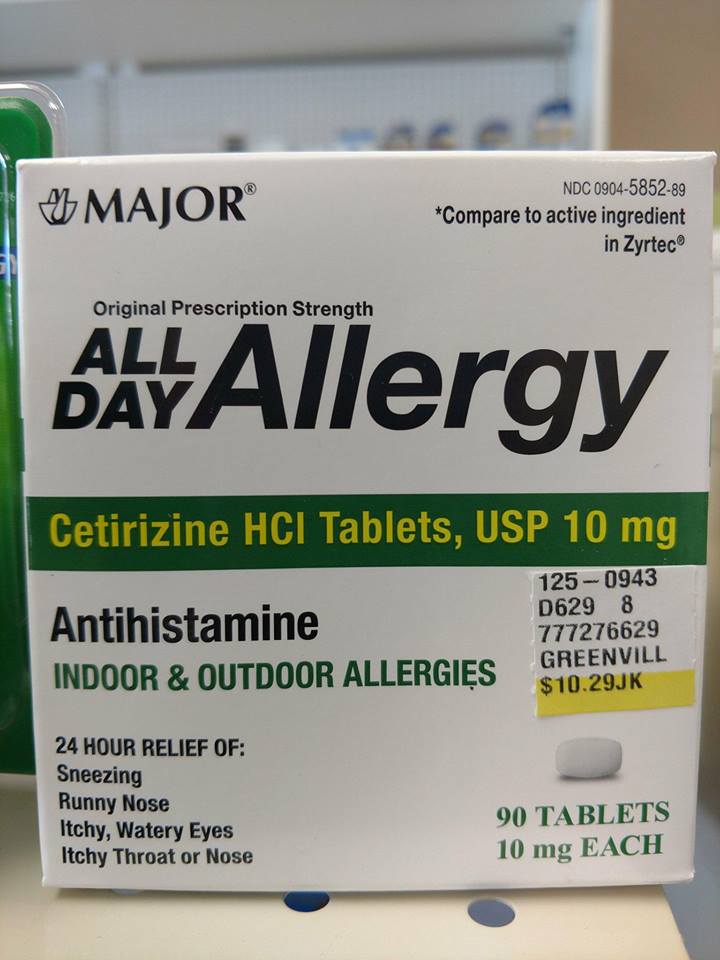 MAJOR®
NDC 0904-5852-89
*Compare to active ingredient
in Zyrtec®
Original Prescription Strength
ALL DAY Allergy
Cetirizine HCl Tablets, USP 10 mg
Antihistamine
INDOOR & OUTDOOR ALLERGIES
125-0943
D629 8
777276629
GREENVILL
$10.29JK
24 HOUR RELIEF OF:
Sneezing
Runny Nose
Itchy, Watery Eyes
Itchy Throat or Nose
90 TABLETS
10 mg EACH